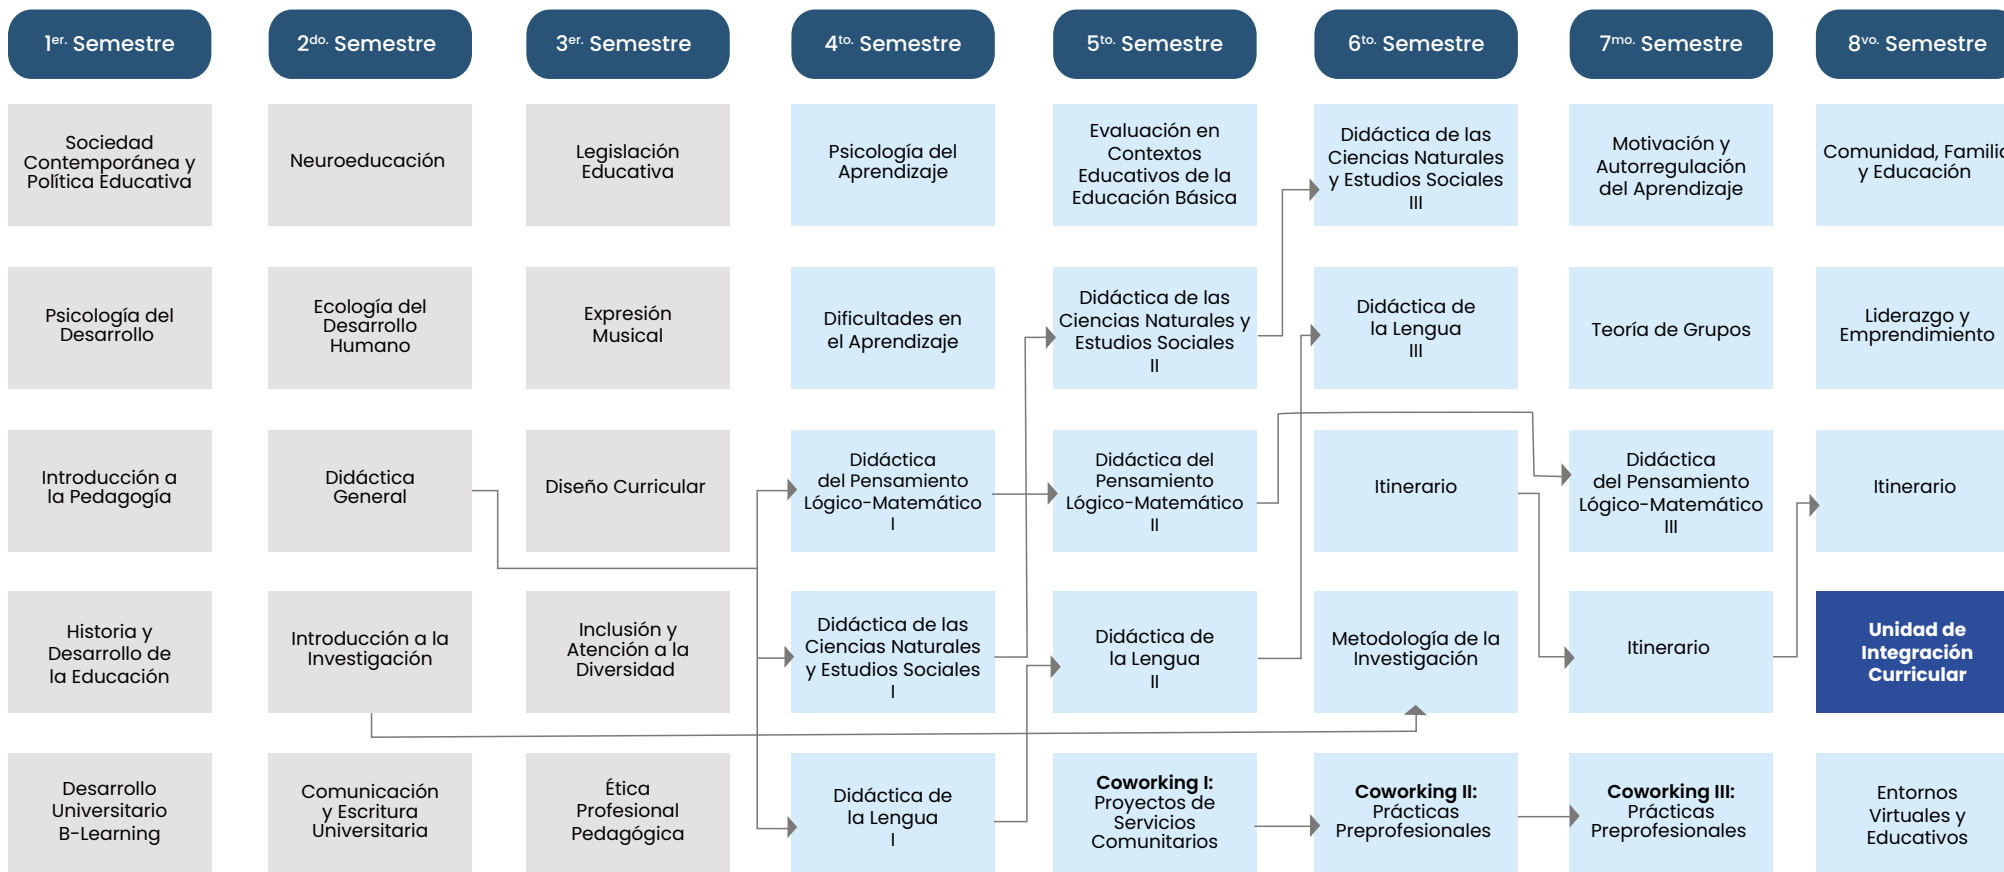 1er. Semestre
2do. Semestre
3er. Semestre
4to. Semestre
5to. Semestre
6to. Semestre
7mo. Semestre
8vo. Semestre
Sociedad
Contemporánea y
Política Educativa
Neuroeducación
Legislación
Educativa
Psicología del
Aprendizaje
Evaluación en
Contextos
Educativos de la
Educación Básica
Didáctica de las
Ciencias Naturales
y Estudios Sociales
III
Motivación y
Autorregulación
del Aprendizaje
Comunidad, Familia
y Educación
Psicología del
Desarrollo
Ecología del
Desarrollo
Humano
Expresión
Musical
Dificultades en
el Aprendizaje
Didáctica de las
Ciencias Naturales y
Estudios Sociales
II
Didáctica de
la Lengua
III
Teoría de Grupos
Liderazgo y
Emprendimiento
Introducción a
la Pedagogía
Didáctica
General
Diseño Curricular
Didáctica
del Pensamiento
Lógico-Matemático
I
Didáctica del
Pensamiento
Lógico-Matemático
II
Itinerario
Didáctica
del Pensamiento
Lógico-Matemático
III
Itinerario
Historia y
Desarrollo de
la Educación
Introducción a la
Investigación
Inclusión y
Atención a la
Diversidad
Didáctica de las
Ciencias Naturales
y Estudios Sociales
I
Didáctica de
la Lengua
II
Metodología de la
Investigación
Itinerario
Unidad de
Integración
Curricular
Desarrollo
Universitario
B-Learning
Comunicación
y Escritura
Universitaria
Ética
Profesional
Pedagógica
Didáctica de
la Lengua
I
Coworking I:
Proyectos de
Servicios
Comunitarios
Coworking II:
Prácticas
Preprofesionales
Coworking III:
Prácticas
Preprofesionales
Entornos
Virtuales y
Educativos